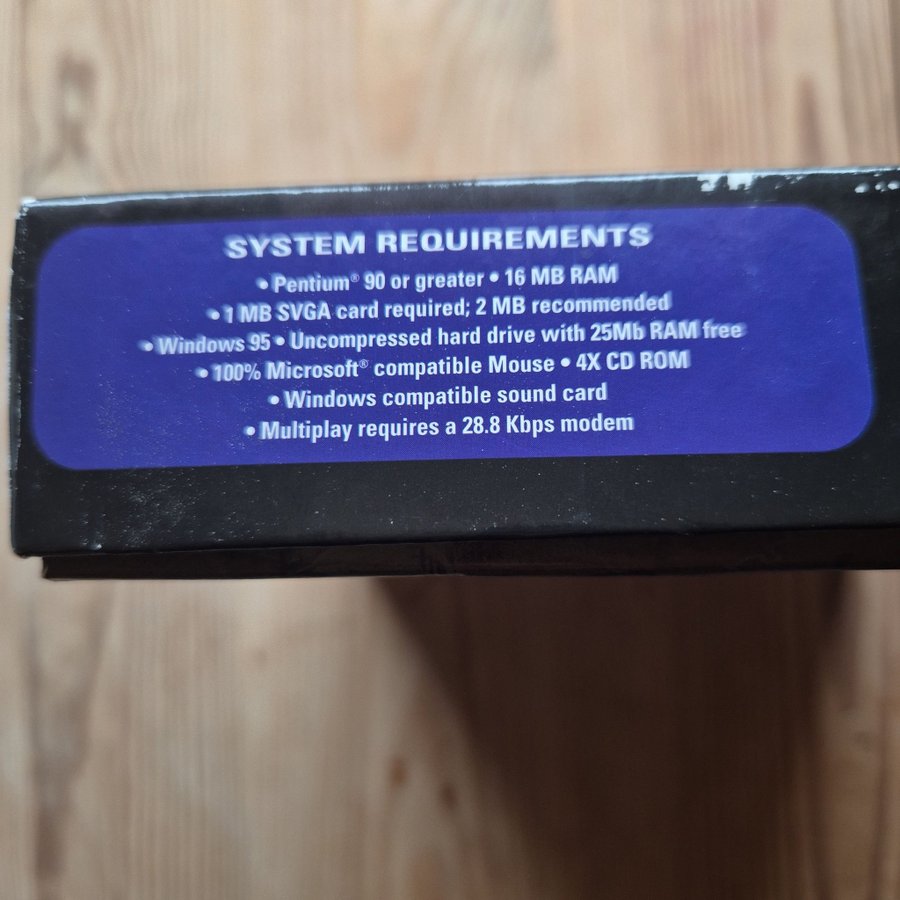 SYSTEM REQUIREMENTS
• Pentium® 90 or greater • 16 MB RAM
• 1 MB SVGA card required; 2 MB recommended
• Windows 95 • Uncompressed hard drive with 25Mb RAM free
• 100% Microsoft® compatible Mouse • 4X CD ROM
• Windows compatible sound card
• Multiplay requires a 28.8 Kbps modem